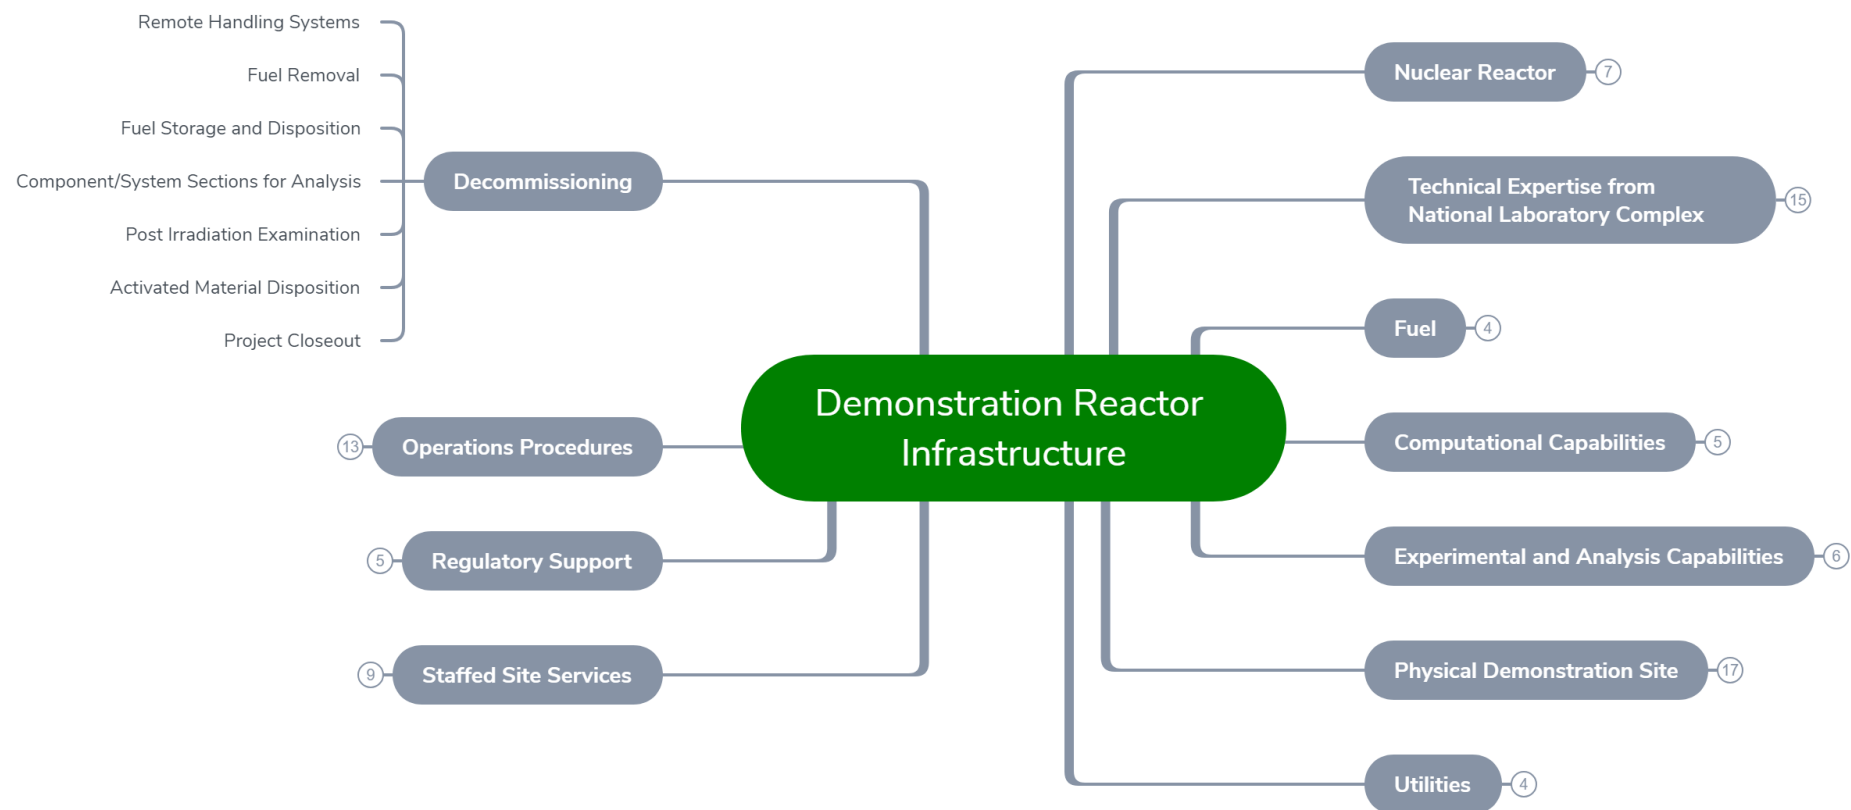 Remote Handling Systems
Fuel Removal
Fuel Storage and Disposition
Component/System Sections for Analysis
Post Irradiation Examination
Activated Material Disposition
Project Closeout
Decommissioning
13 Operations Procedures
5 Regulatory Support
9 Staffed Site Services
Demonstration Reactor
Infrastructure
Nuclear Reactor 7
Technical Expertise from
National Laboratory Complex 15
Fuel 4
Computational Capabilities 5
Experimental and Analysis Capabilities 6
Physical Demonstration Site 17
Utilities 4